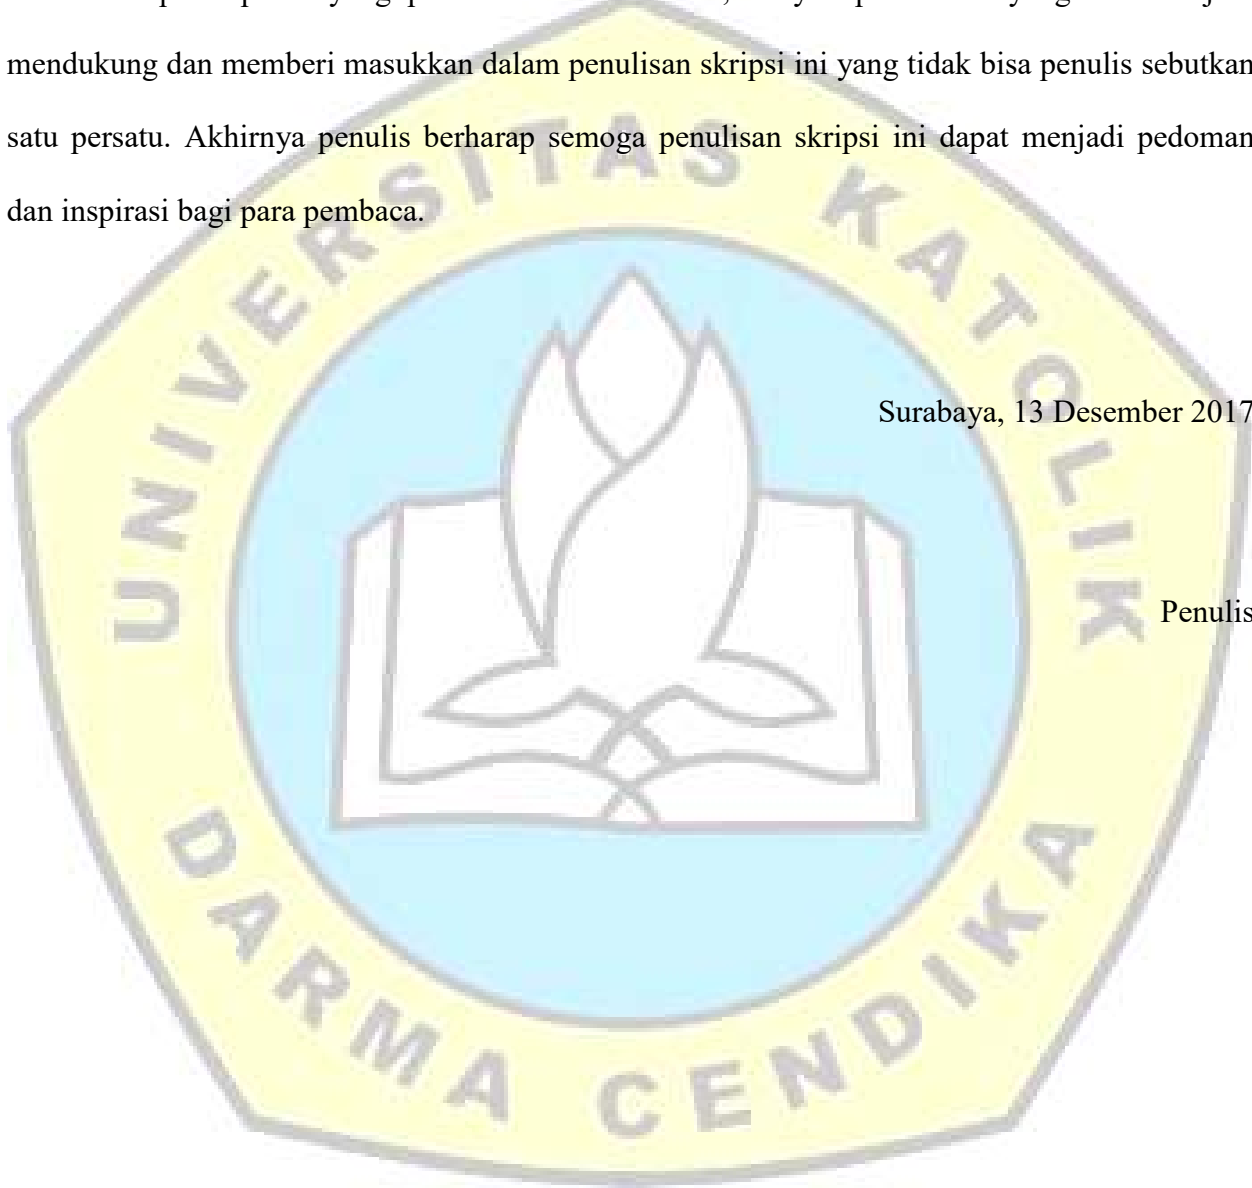 mendukung dan memberi masukkan dalam penulisan skripsi ini yang tidak bisa penulis sebutkan
satu persatu. Akhirnya penulis berharap semoga penulisan skripsi ini dapat menjadi pedoman
dan inspirasi bagi para pembaca.
Surabaya, 13 Desember 2017
Penulis
UNIVERSITAS KATOLIK
DARMA CENDIKA